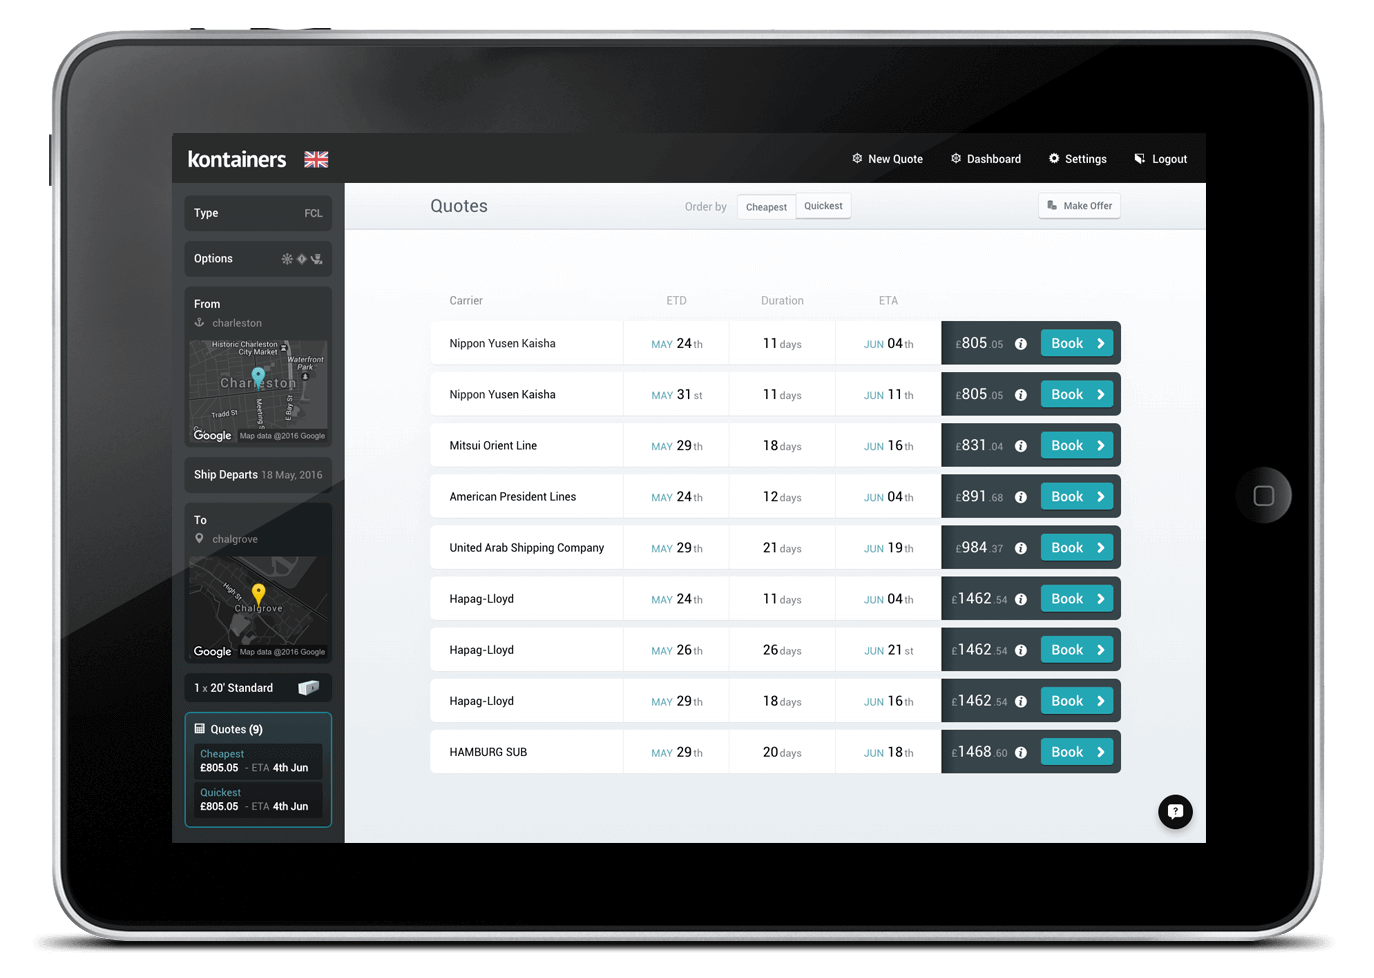 kontainers
New Quote
Dashboard
Settings
Logout
Type FCL
Options
From
charleston
Historic Charleston
City Market
Waterfront
Park
Charleston
Tradd St
Meeting St
E Bay St
Google Map data @2016 Google
Ship Departs 18 May, 2016
To
chalgrove
High St
Chalgrove
Google Map data @2016 Google
1 x 20' Standard
Quotes (9)
Cheapest
£805.05 - ETA 4th Jun
Quickest
£805.05 - ETA 4th Jun
Quotes
Order by Cheapest Quickest
Make Offer
Carrier ETD Duration ETA
Nippon Yusen Kaisha MAY 24th 11 days JUN 04th £805.05 i Book
Nippon Yusen Kaisha MAY 31st 11 days JUN 11th £805.05 i Book
Mitsui Orient Line MAY 29th 18 days JUN 16th £831.04 i Book
American President Lines MAY 24th 12 days JUN 04th £891.68 i Book
United Arab Shipping Company MAY 29th 21 days JUN 19th £984.37 i Book
Hapag-Lloyd MAY 24th 11 days JUN 04th £1462.54 i Book
Hapag-Lloyd MAY 26th 26 days JUN 21st £1462.54 i Book
Hapag-Lloyd MAY 29th 18 days JUN 16th £1462.54 i Book
HAMBURG SUB MAY 29th 20 days JUN 18th £1468.60 i Book
?